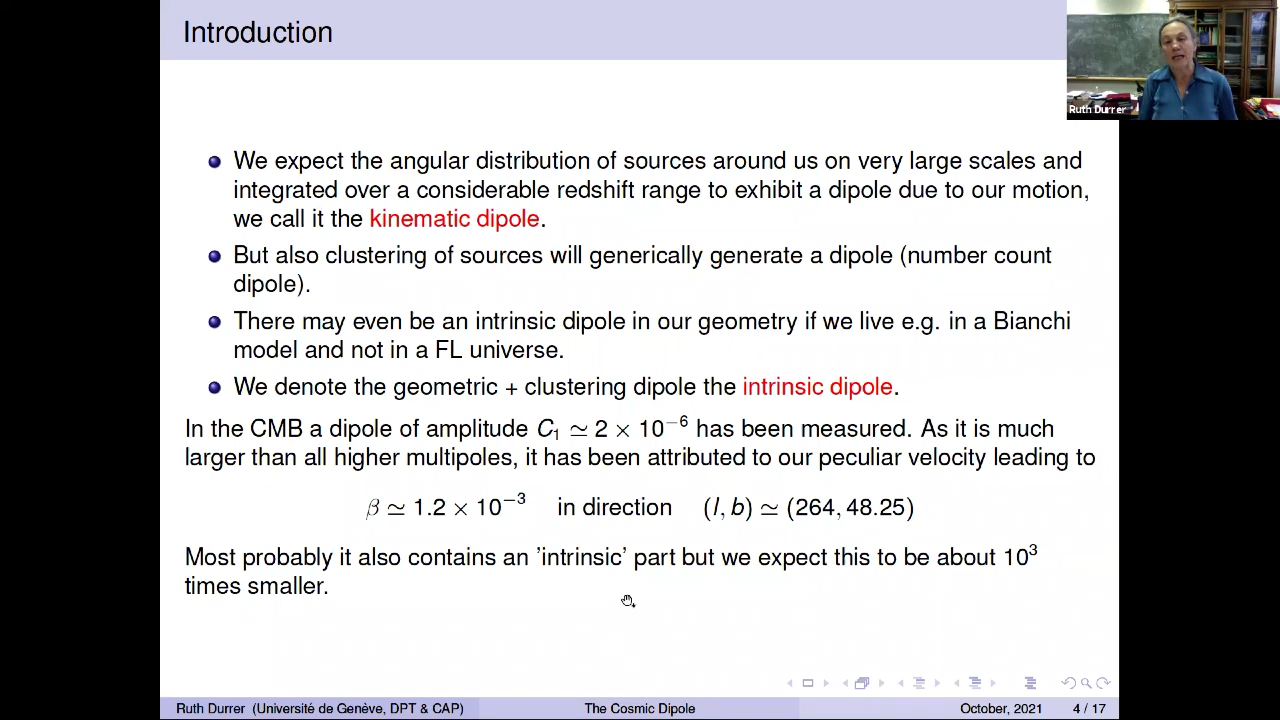 Introduction
Ruth Durrer
We expect the angular distribution of sources around us on very large scales and
integrated over a considerable redshift range to exhibit a dipole due to our motion,
we call it the kinematic dipole.
But also clustering of sources will generically generate a dipole (number count
dipole).
There may even be an intrinsic dipole in our geometry if we live e.g. in a Bianchi
model and not in a FL universe.
We denote the geometric + clustering dipole the intrinsic dipole.
In the CMB a dipole of amplitude C₁ ≃ 2 × 10⁻⁶ has been measured. As it is much
larger than all higher multipoles, it has been attributed to our peculiar velocity leading to
β ≃ 1.2 × 10⁻³ in direction (l, b) ≃ (264, 48.25)
Most probably it also contains an 'intrinsic' part but we expect this to be about 10³
times smaller.
Ruth Durrer (Université de Genève, DPT & CAP) The Cosmic Dipole October, 2021 4 / 17